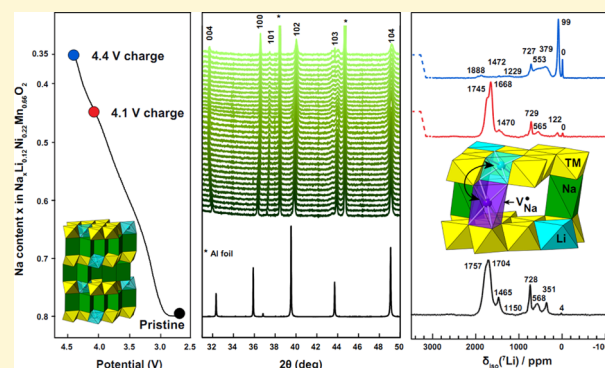 Na content x in NaxLi0.12Ni0.22Mn0.66O2
0.35
0.4
0.5
0.6
0.7
0.8
4.4 V charge
4.1 V charge
Pristine
4.5 4.0 3.5 3.0 2.5
Potential (V)
004
100
101
*
102
103
*
104
* Al foil
32 34 36 38 40 42 44 46 48 50
2θ (deg)
99
1888 1472 1229 727 553 379 0
1745 1668
1470 729 565 122 0
TM
Na
V•Na
Li
1757 1704
1465 1150 728 568 351 4
3000 2000 1000 0
δiso(7Li) / ppm